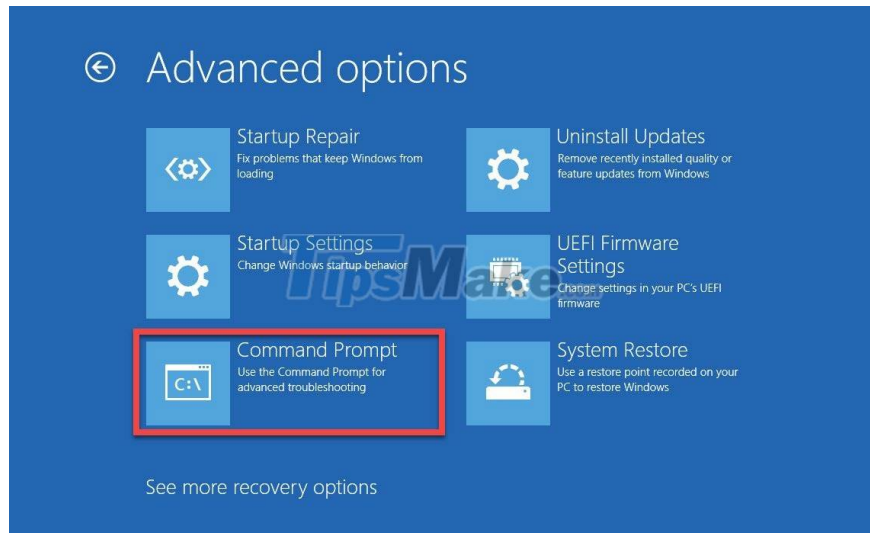 Advanced options
Startup Repair
Fix problems that keep Windows from
loading
Uninstall Updates
Remove recently installed quality or
feature updates from Windows
Startup Settings
Change Windows startup behavior
UEFI Firmware
Settings
Change settings in your PC's UEFI
firmware
TipsMake.com
C:\
Command Prompt
Use the Command Prompt for
advanced troubleshooting
System Restore
Use a restore point recorded on your
PC to restore Windows
See more recovery options